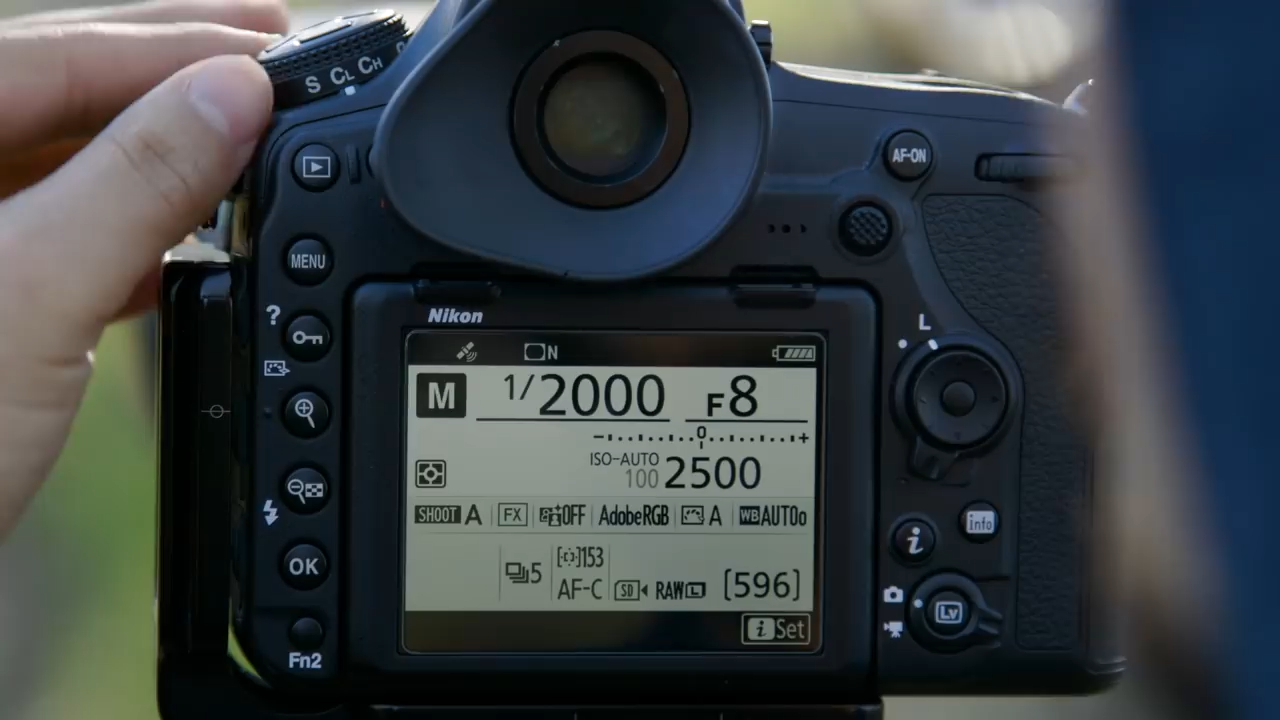 S CL CH
AF-ON
MENU
?
L
Nikon
N
M 1/2000 F8
- 0 +
ISO-AUTO
100 2500
SHOOT A FX OFF AdobeRGB A WB AUTO0
5 [ ]153
AF-C SD RAW L [596]
i Set
i
info
OK
Lv
Fn2